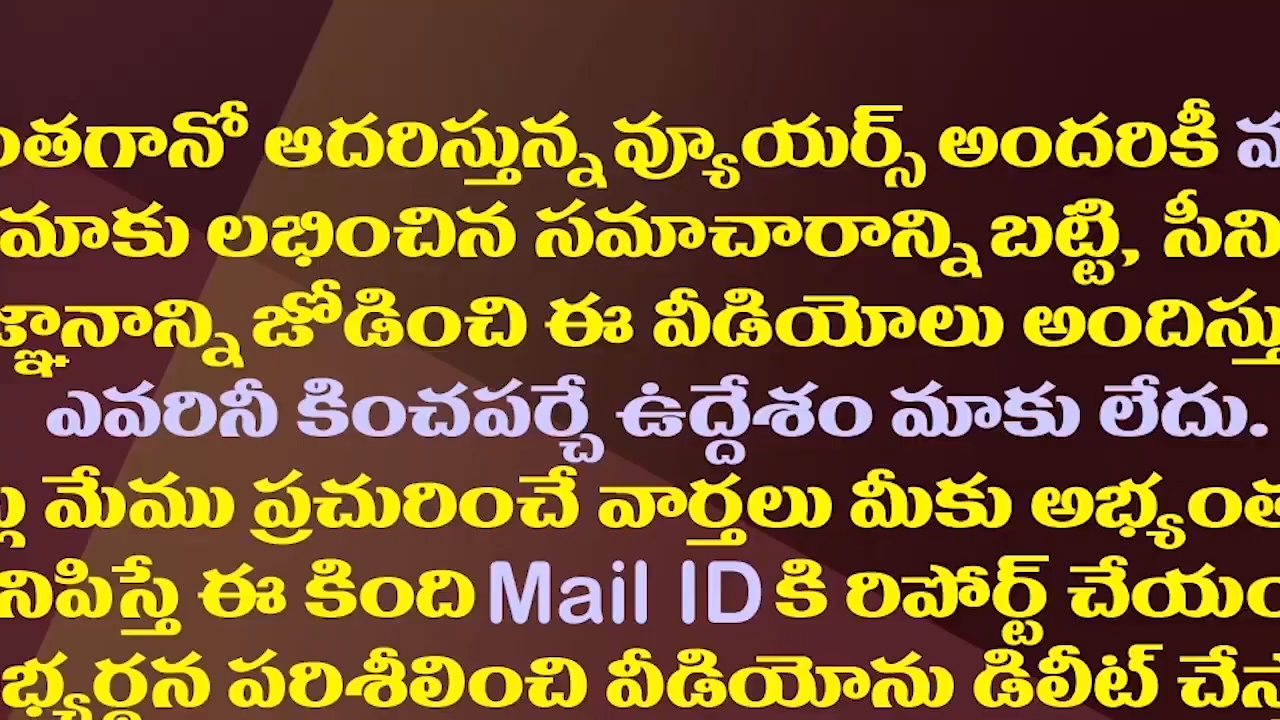 ంతగానో ఆదరిస్తున్న వ్యూయర్స్ అందరికీ
మాకు లభించిన సమాచారాన్ని బట్టి, సీని
జ్ఞానాన్ని జోడించి ఈ వీడియోలు అందిస్తు
ఎవరినీ కించపర్చే ఉద్దేశం మాకు లేదు.
మేము ప్రచురించే వార్తలు మీకు అభ్యంత
నిపిస్తే ఈ కింది Mail ID కి రిపోర్ట్ చేయం
భ్యర్థన పరిశీలించి వీడియోను డిలీట్ చేస